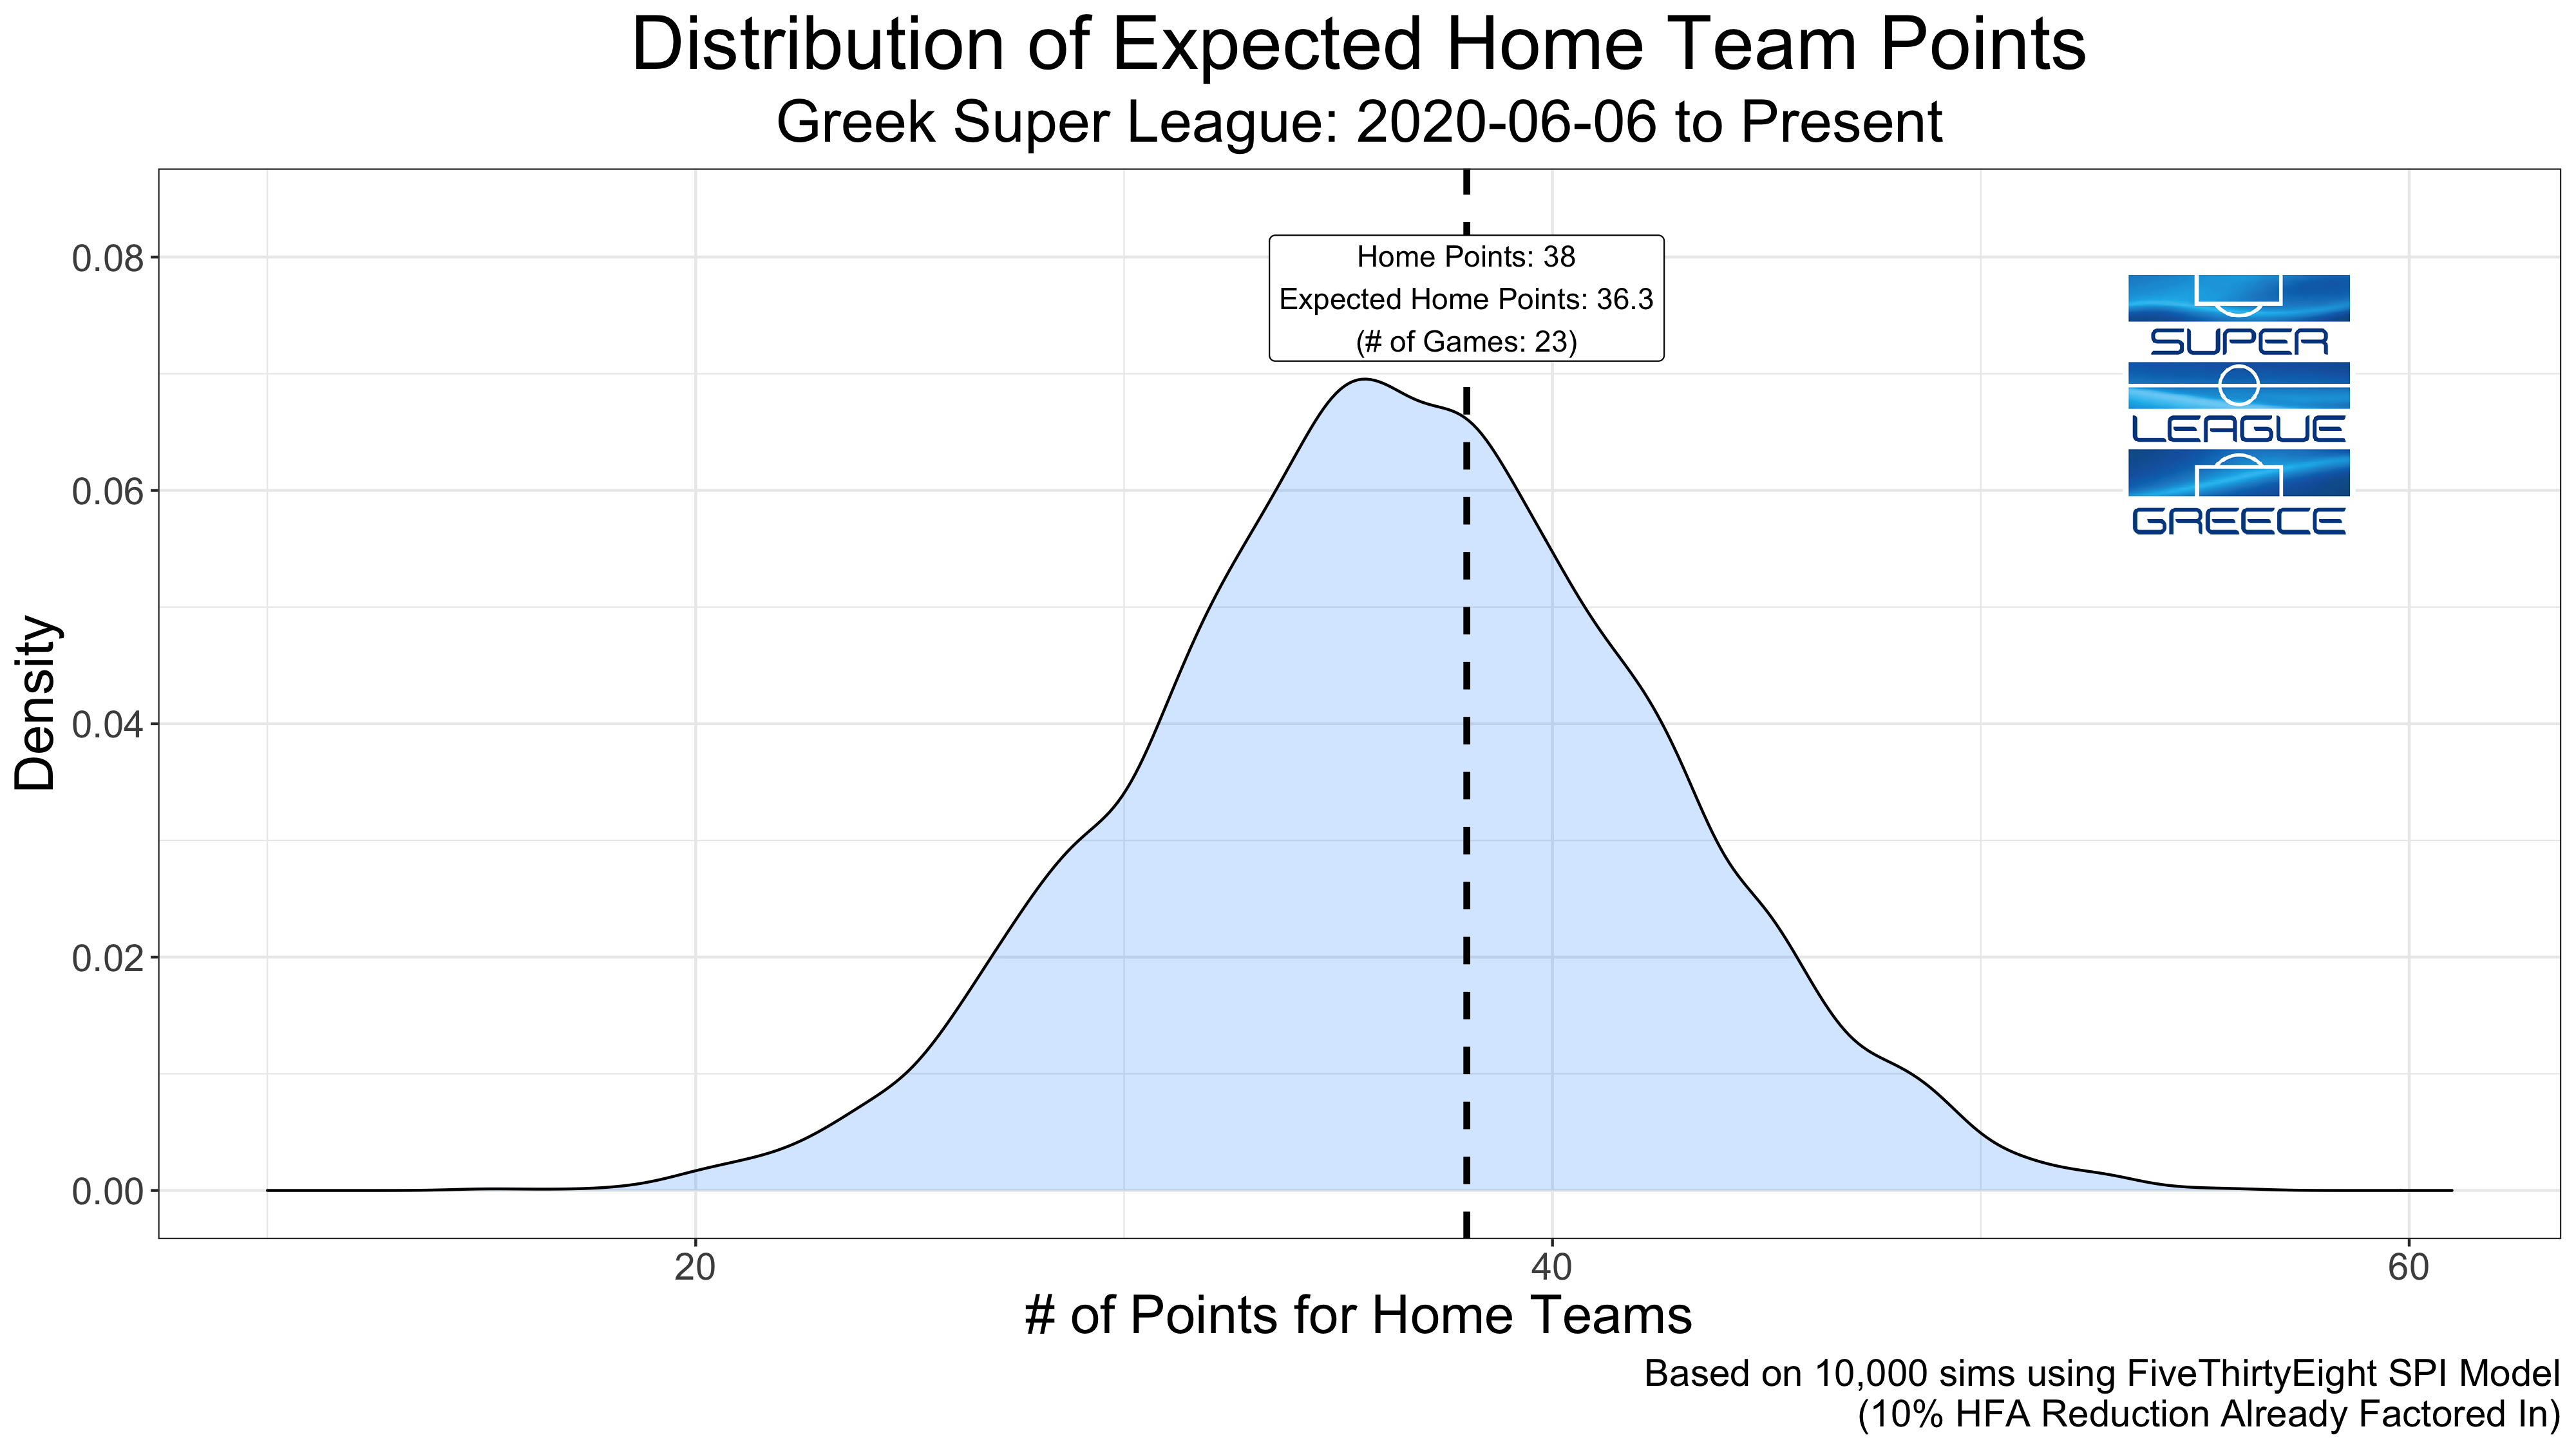 Distribution of Expected Home Team Points
Greek Super League: 2020-06-06 to Present
Home Points: 38
Expected Home Points: 36.3
(# of Games: 23)
SUPER
LEAGUE
GREECE
Density
0.08
0.06
0.04
0.02
0.00
20
40
60
# of Points for Home Teams
Based on 10,000 sims using FiveThirtyEight SPI Model
(10% HFA Reduction Already Factored In)